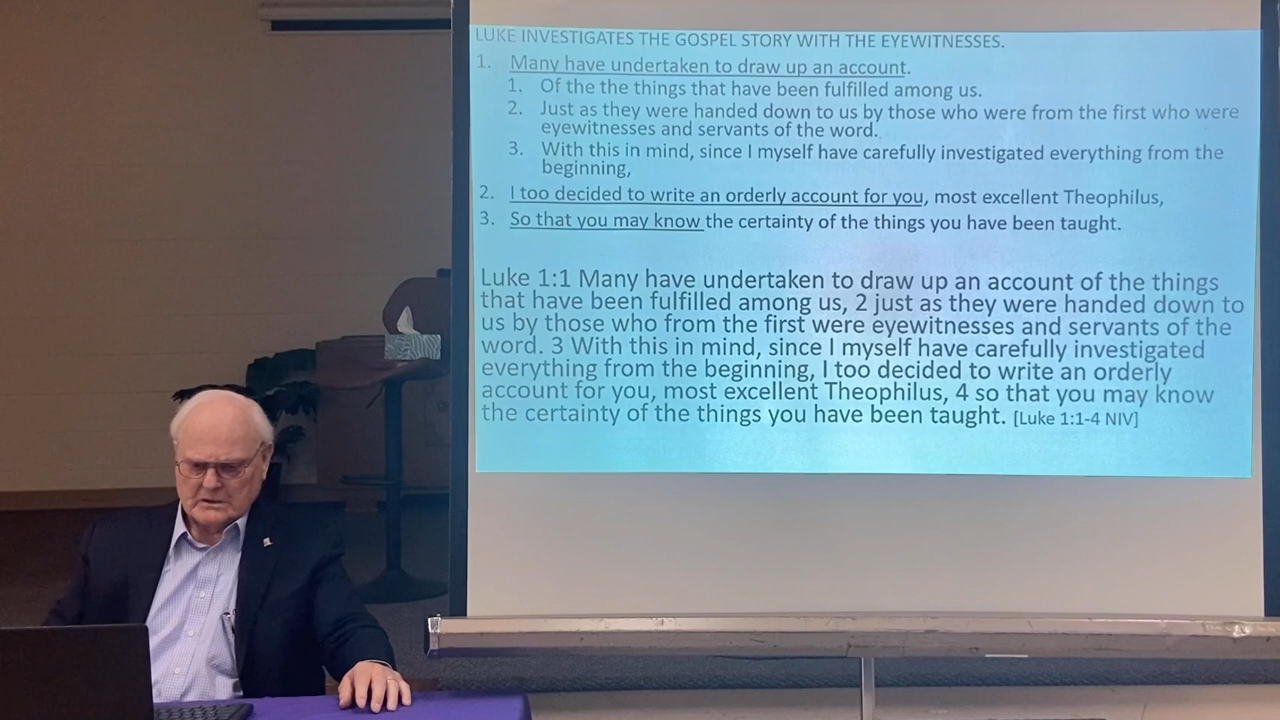 LUKE INVESTIGATES THE GOSPEL STORY WITH THE EYEWITNESSES.
1. Many have undertaken to draw up an account.
1. Of the the things that have been fulfilled among us.
2. Just as they were handed down to us by those who were from the first who were
eyewitnesses and servants of the word.
3. With this in mind, since I myself have carefully investigated everything from the
beginning,
2. I too decided to write an orderly account for you, most excellent Theophilus,
3. So that you may know the certainty of the things you have been taught.
Luke 1:1 Many have undertaken to draw up an account of the things
that have been fulfilled among us, 2 just as they were handed down to
us by those who from the first were eyewitnesses and servants of the
word. 3 With this in mind, since I myself have carefully investigated
everything from the beginning, I too decided to write an orderly
account for you, most excellent Theophilus, 4 so that you may know
the certainty of the things you have been taught. [Luke 1:1-4 NIV]